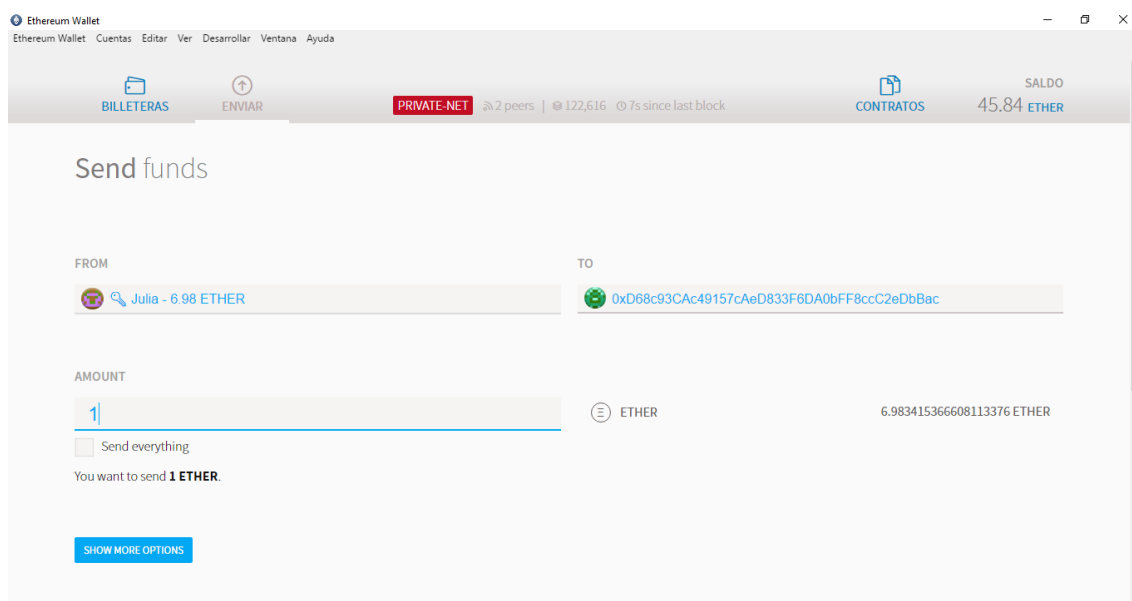 Ethereum Wallet
Ethereum Wallet Cuentas Editar Ver Desarrollar Ventana Ayuda
BILLETERAS ENVIAR PRIVATE-NET 2 peers | 122,616 7s since last block CONTRATOS SALDO
45.84 ETHER
Send funds
FROM TO
Julia - 6.98 ETHER 0xD68c93CAc49157cAeD833F6DA0bFF8ccC2eDbBac
AMOUNT
1 ETHER 6.983415366608113376 ETHER
Send everything
You want to send 1 ETHER.
SHOW MORE OPTIONS